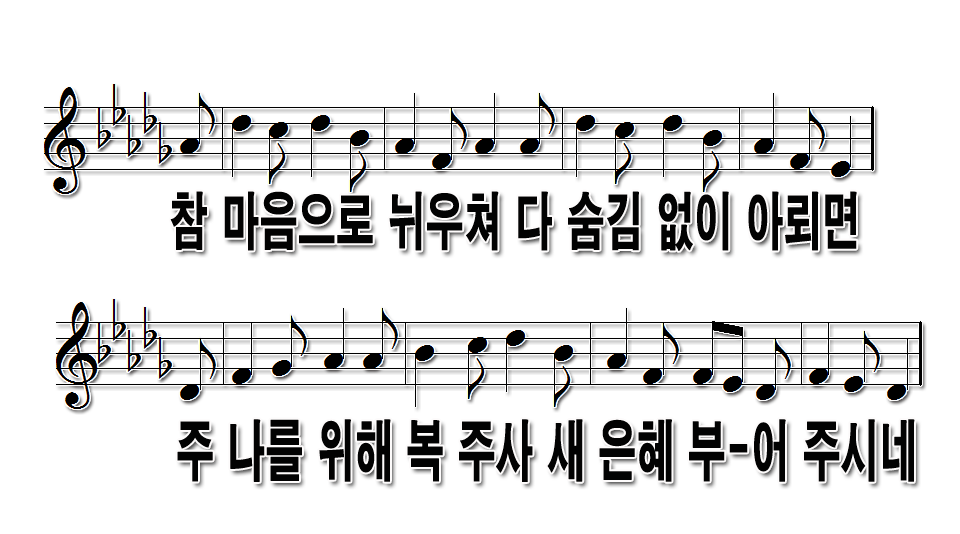 참 마음으로 뉘우쳐 다 숨김 없이 아뢰면
주 나를 위해 복 주사 새 은혜 부-어 주시네